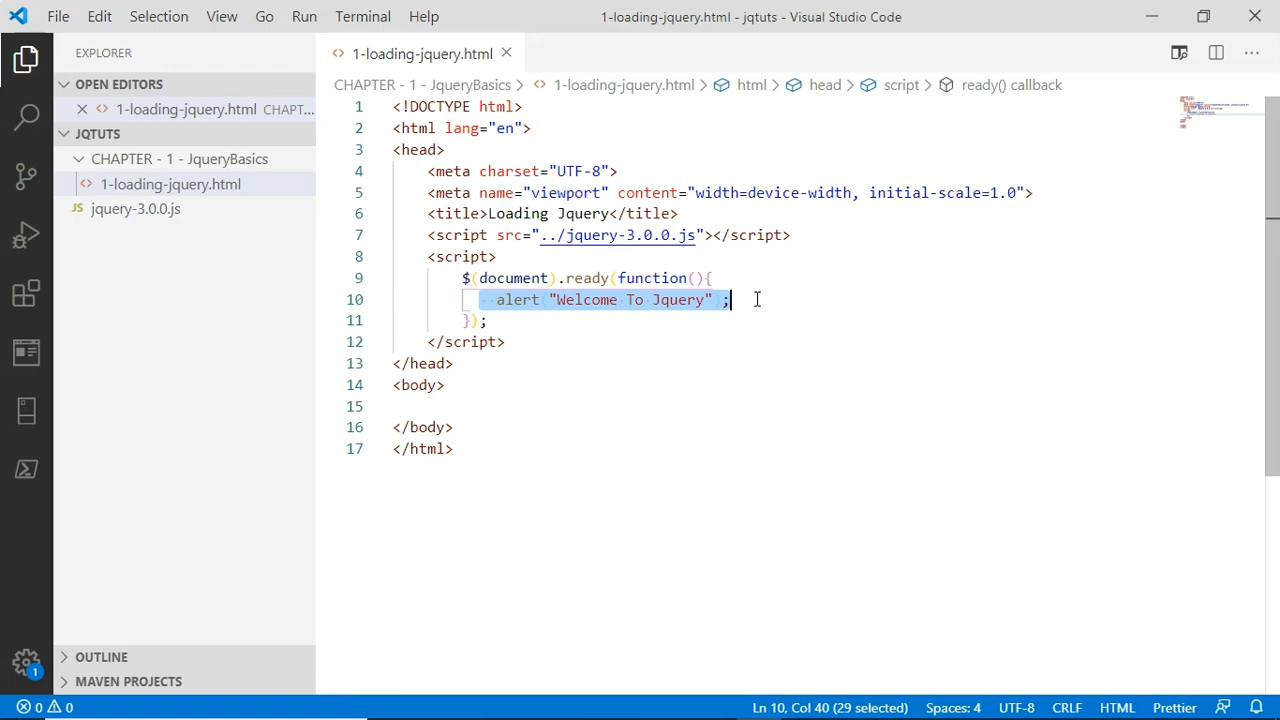 File Edit Selection View Go Run Terminal Help 1-loading-jquery.html - jqtuts - Visual Studio Code
EXPLORER
OPEN EDITORS
1-loading-jquery.html CHAPT...
JQTUTS
CHAPTER - 1 - JqueryBasics
1-loading-jquery.html
jquery-3.0.0.js
OUTLINE
MAVEN PROJECTS
1
1-loading-jquery.html
CHAPTER - 1 - JqueryBasics > 1-loading-jquery.html > html > head > script > ready() callback
1 <!DOCTYPE html>
2 <html lang="en">
3 <head>
4 <meta charset="UTF-8">
5 <meta name="viewport" content="width=device-width, initial-scale=1.0">
6 <title>Loading Jquery</title>
7 <script src="../jquery-3.0.0.js"></script>
8 <script>
9 $(document).ready(function(){
10 alert("Welcome To Jquery");
11 });
12 </script>
13 </head>
14 <body>
15
16 </body>
17 </html>
0 0 Ln 10, Col 40 (29 selected) Spaces: 4 UTF-8 CRLF HTML Prettier